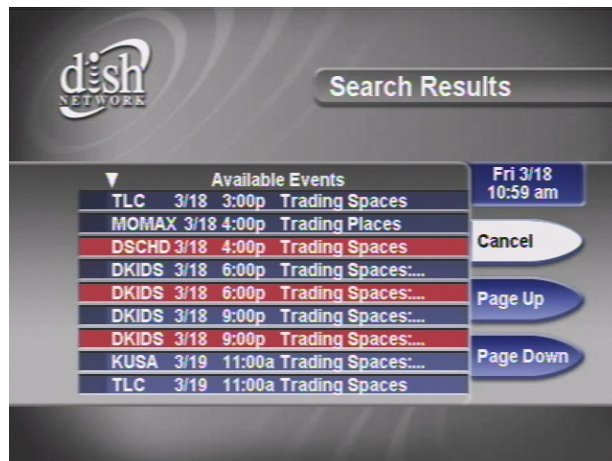 dish
NETWORK
Search Results
Available Events
Fri 3/18
10:59 am
TLC 3/18 3:00p Trading Spaces
MOMAX 3/18 4:00p Trading Places
DSCHD 3/18 4:00p Trading Spaces
DKIDS 3/18 6:00p Trading Spaces:...
DKIDS 3/18 6:00p Trading Spaces:...
DKIDS 3/18 9:00p Trading Spaces:...
DKIDS 3/18 9:00p Trading Spaces:...
KUSA 3/19 11:00a Trading Spaces:...
TLC 3/19 11:00a Trading Spaces
Cancel
Page Up
Page Down